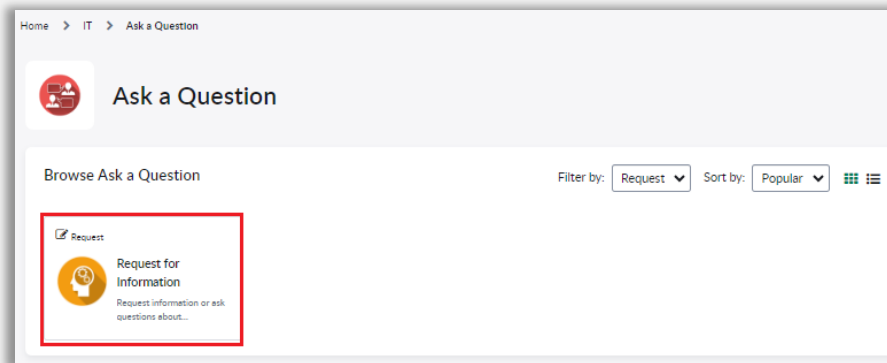 Home > IT > Ask a Question
Ask a Question
Browse Ask a Question
Filter by: Request Sort by: Popular
Request
Request for
Information
Request information or ask
questions about...